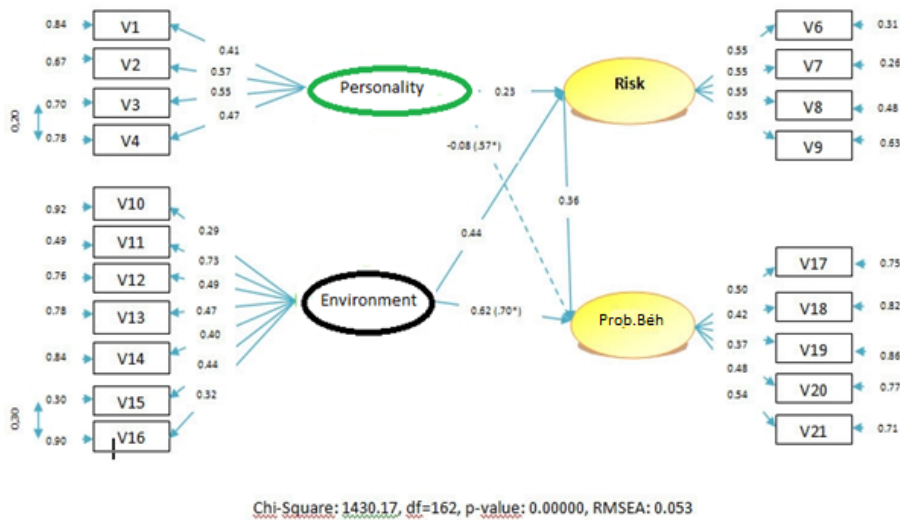 0.84 V1
0.41
0.67 V2
0.57
0.70 V3
0.55
0.78 V4
0.47
0,20
Personality
0.23
Risk
0.55
V6 0.31
0.55
V7 0.26
0.55
V8 0.48
0.55
V9 0.63
-0.08 (.57*)
0.36
0.44
0.92 V10
0.29
0.49 V11
0.73
0.76 V12
0.49
0.78 V13
0.47
0.84 V14
0.40
0.30 V15
0.44
0.90 V16
0.32
0,30
Environment
0.62 (.70*)
Prob.Beh
0.50
V17 0.75
0.42
V18 0.82
0.37
V19 0.86
0.48
V20 0.77
0.54
V21 0.71
Chi-Square: 1430.17, df=162, p-value: 0.00000, RMSEA: 0.053